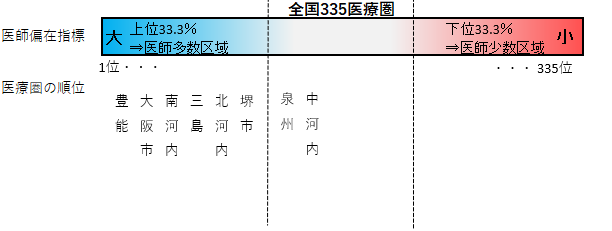 全国335医療圏
医師偏在指標
大
上位33.3%
⇒医師多数区域
下位33.3%
⇒医師少数区域
小
1位・・・
・・・335位
医療圏の順位
豊能
大阪市
南河内
三島
北河内
堺市
泉州
中河内